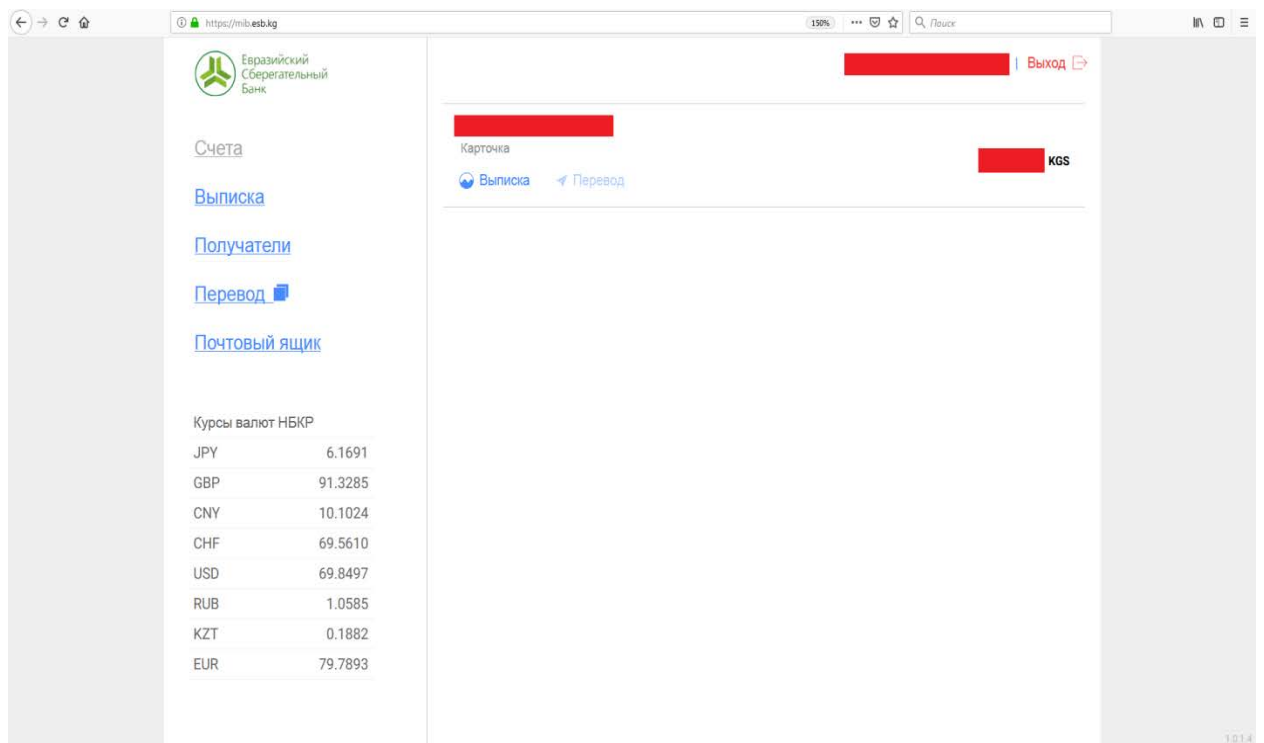 https://mib.esb.kg
150%
Поиск
Евразийский
Сберегательный
Банк
Выход
Счета
Выписка
Получатели
Перевод
Почтовый ящик
Карточка
KGS
Выписка
Перевод
Курсы валют НБКР
JPY 6.1691
GBP 91.3285
CNY 10.1024
CHF 69.5610
USD 69.8497
RUB 1.0585
KZT 0.1882
EUR 79.7893
1.0.1.4